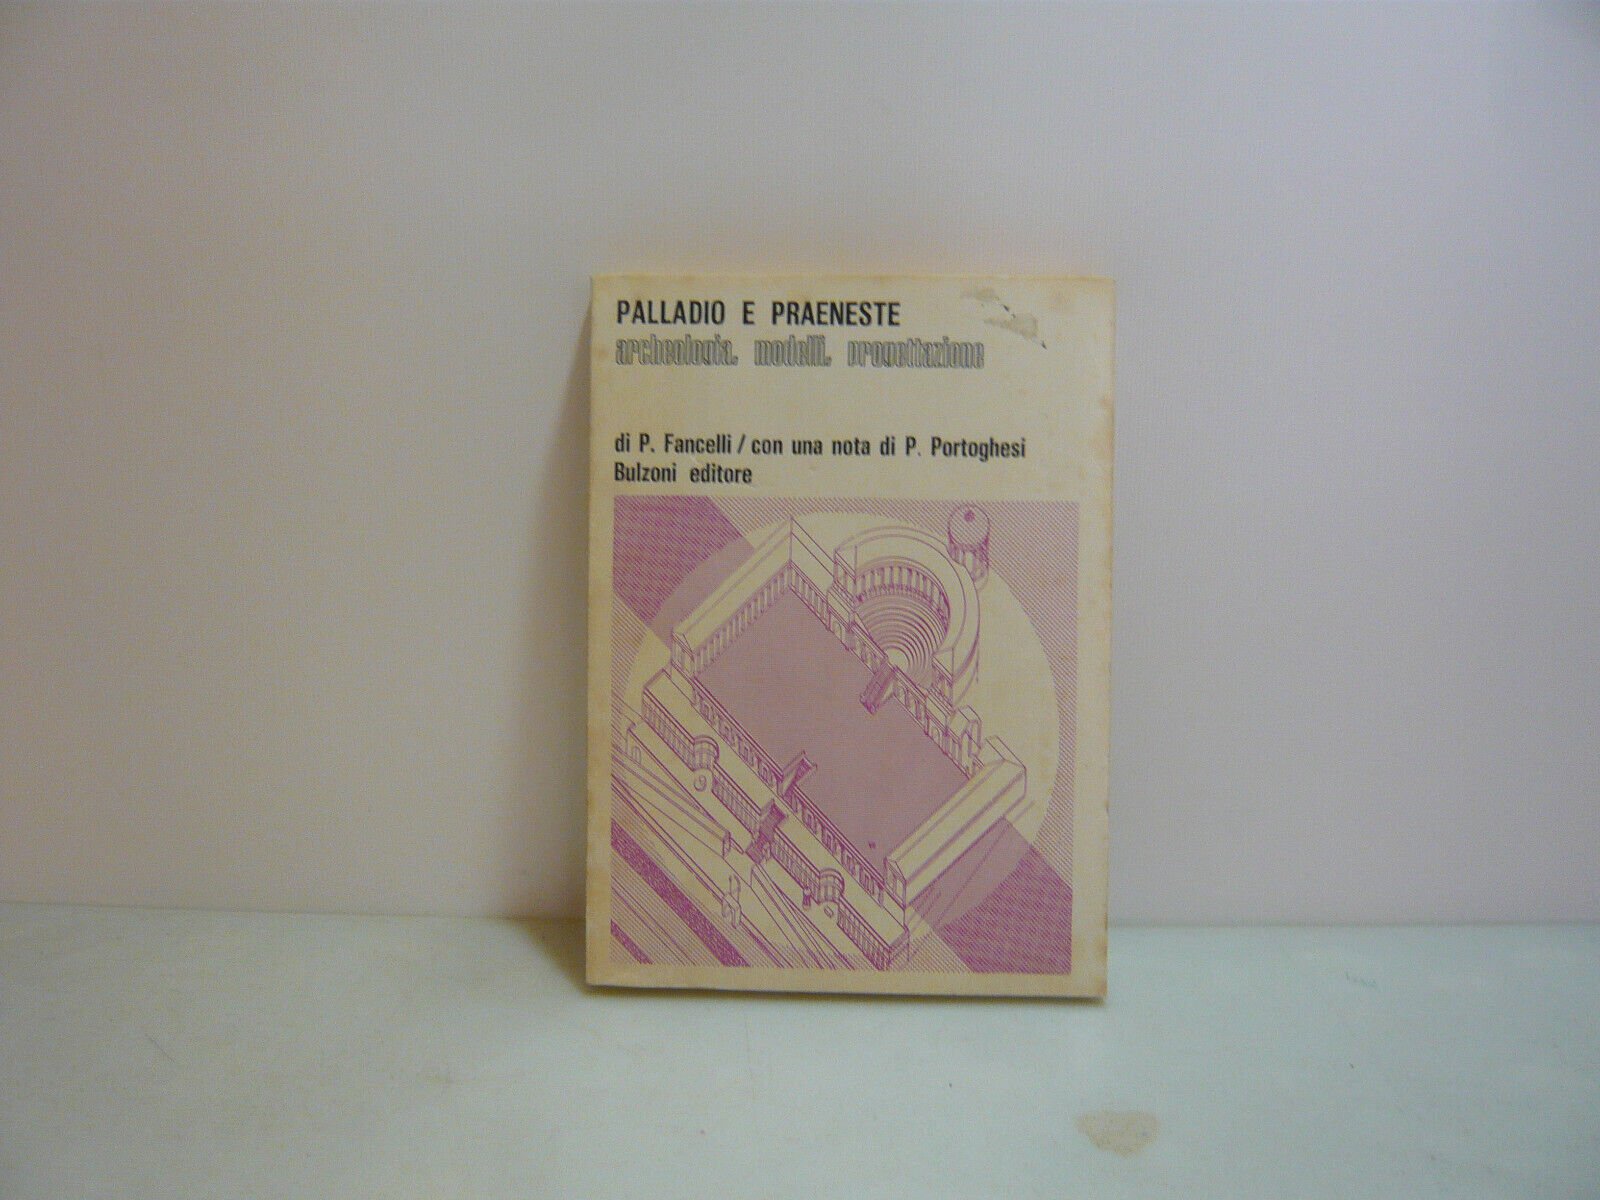 PALLADIO E PRAENESTE
archeologia. modelli. progettazione
di P. Fancelli / con una nota di P. Portoghesi
Bulzoni editore